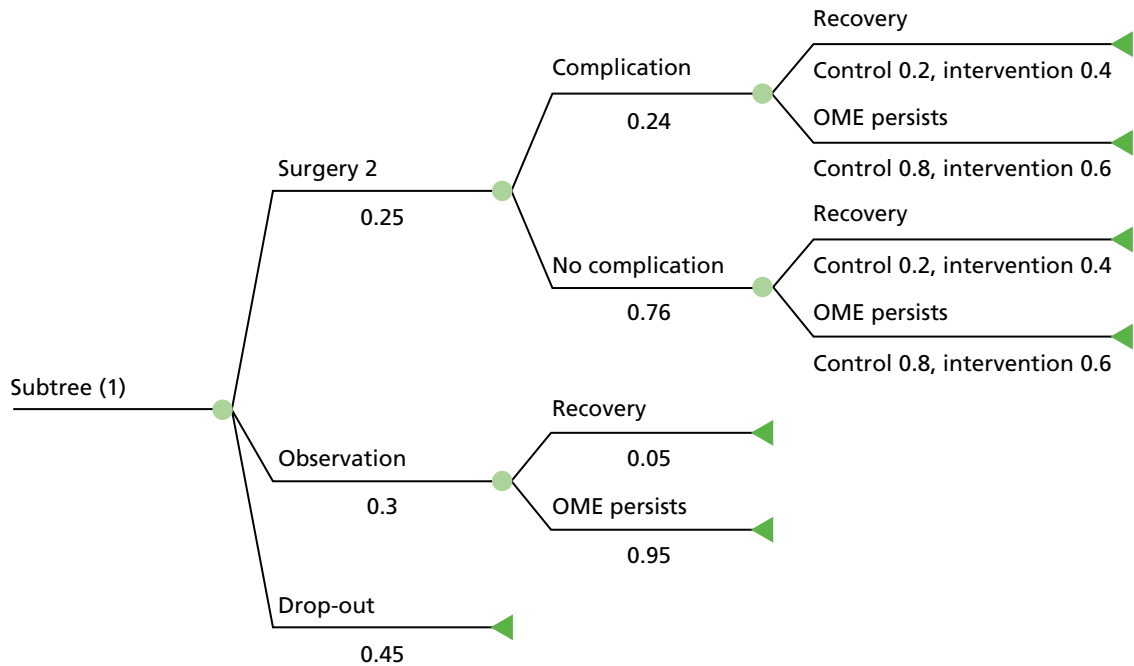 Recovery
Control 0.2, intervention 0.4
Complication
0.24
OME persists
Control 0.8, intervention 0.6
Surgery 2
0.25
Recovery
Control 0.2, intervention 0.4
No complication
0.76
OME persists
Control 0.8, intervention 0.6
Subtree (1)
Recovery
0.05
Observation
0.3
OME persists
0.95
Drop-out
0.45